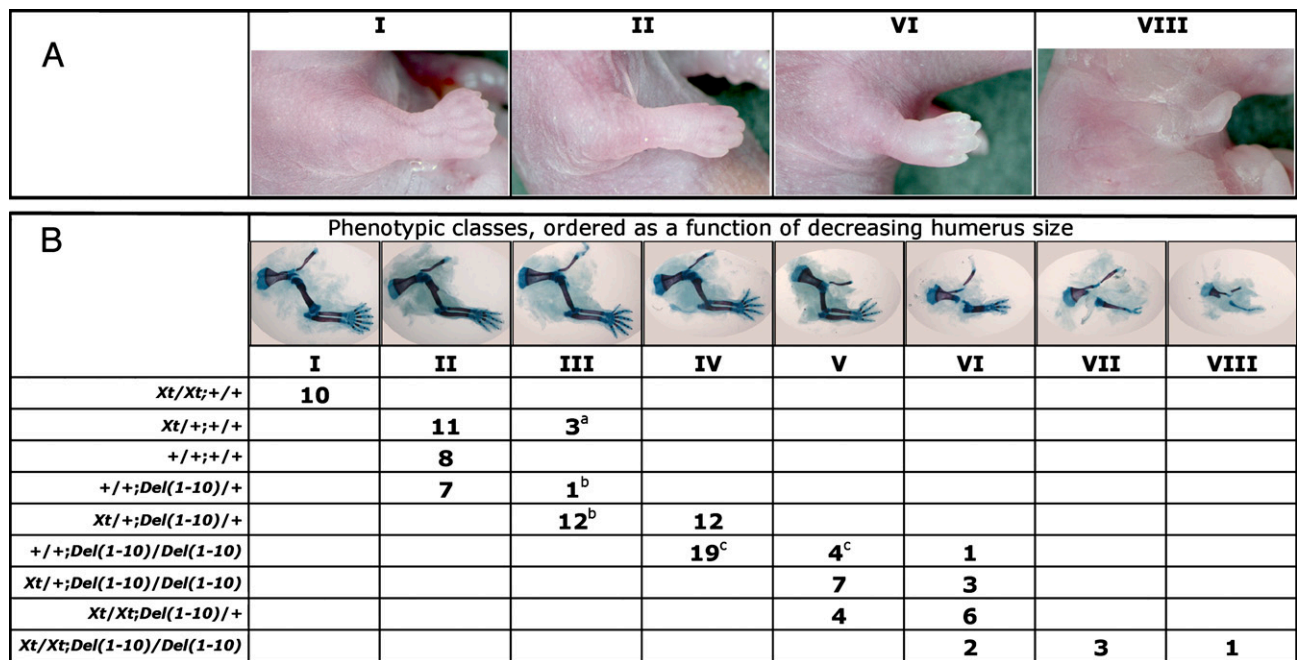 A
I II VI VIII
B
Phenotypic classes, ordered as a function of decreasing humerus size
I II III IV V VI VII VIII
Xt/Xt;+/+ 10
Xt/+;+/+ 11 3a
+/+;+/+ 8
+/+;Del(1-10)/+ 7 1b
Xt/+;Del(1-10)/+ 12b 12
+/+;Del(1-10)/Del(1-10) 19c 4c 1
Xt/+;Del(1-10)/Del(1-10) 7 3
Xt/Xt;Del(1-10)/+ 4 6
Xt/Xt;Del(1-10)/Del(1-10) 2 3 1